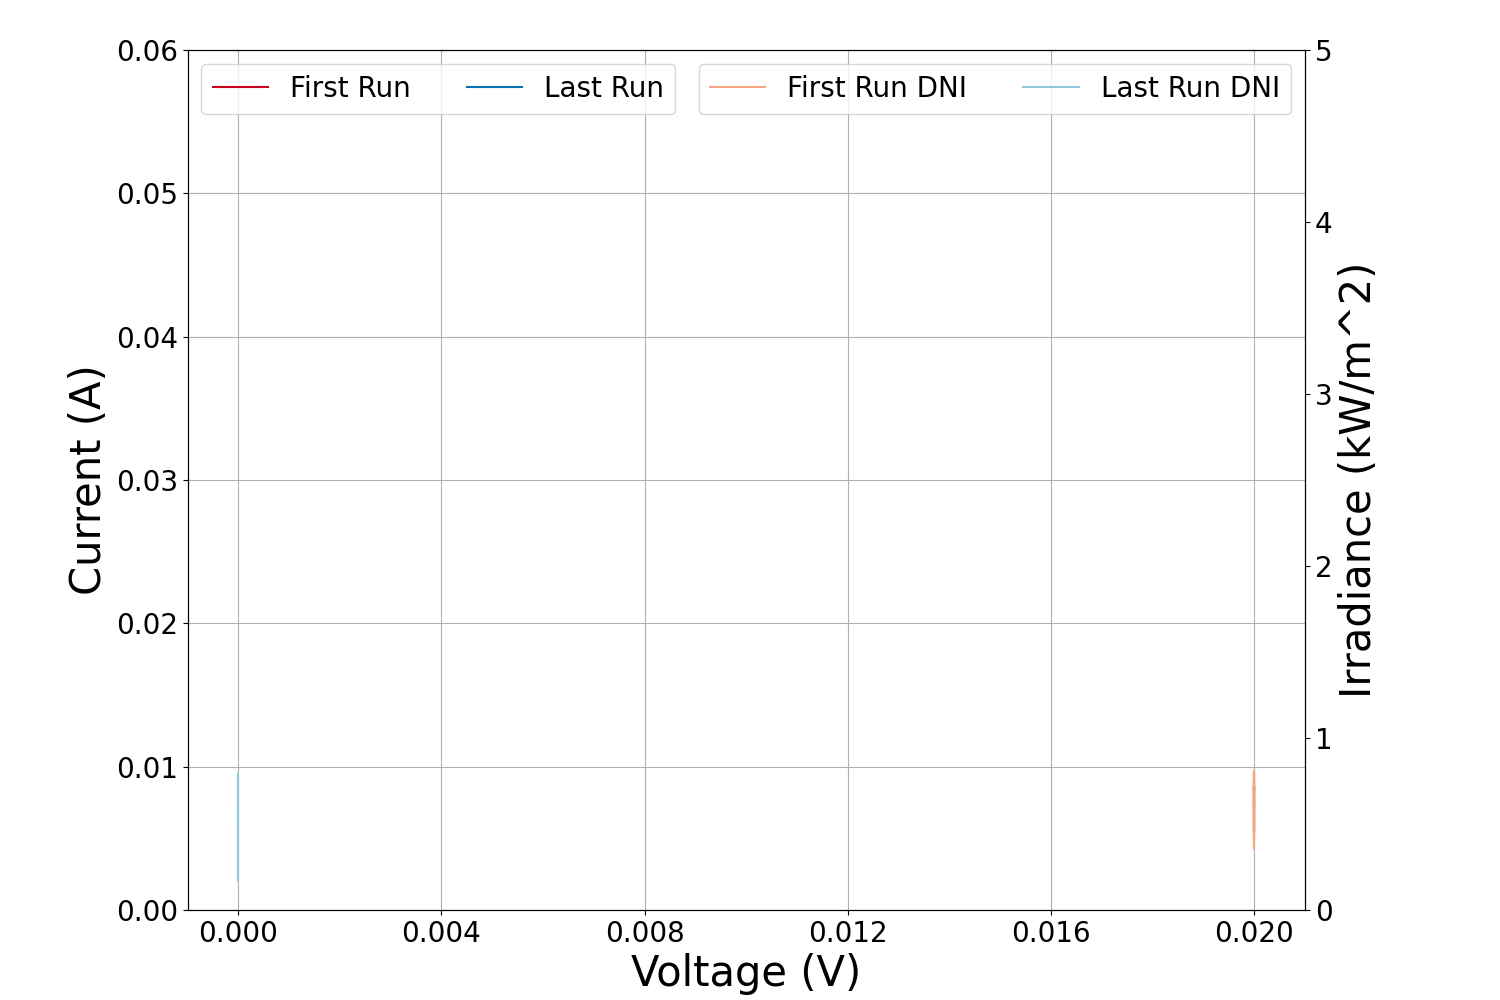 First Run
Last Run
First Run DNI
Last Run DNI
0.06
0.05
0.04
0.03
0.02
0.01
0.00
Current (A)
5
4
3
2
1
0
Irradiance (kW/m^2)
0.000
0.004
0.008
0.012
0.016
0.020
Voltage (V)